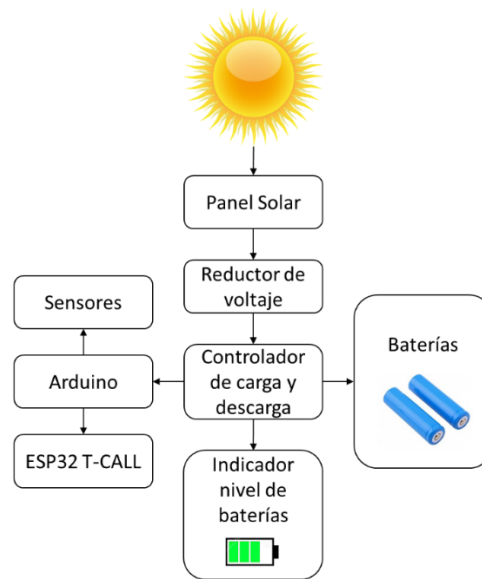 Panel Solar
Reductor de
voltaje
Sensores
Controlador
de carga y
descarga
Arduino
Baterías
ESP32 T-CALL
Indicador
nivel de
baterías